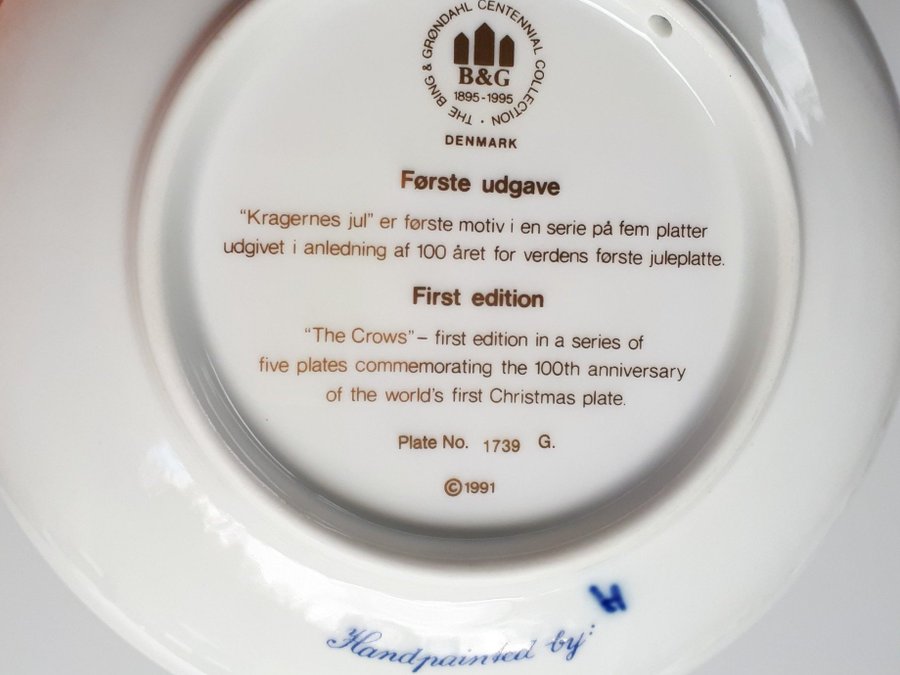 THE BING & GRØNDAHL CENTENNIAL COLLECTION ·
B&G
1895-1995
DENMARK
Første udgave
“Kragernes jul” er første motiv i en serie på fem platter
udgivet i anledning af 100 året for verdens første juleplatte.
First edition
“The Crows” – first edition in a series of
five plates commemorating the 100th anniversary
of the world's first Christmas plate.
Plate No. 1739 G.
©1991
Handpainted by: